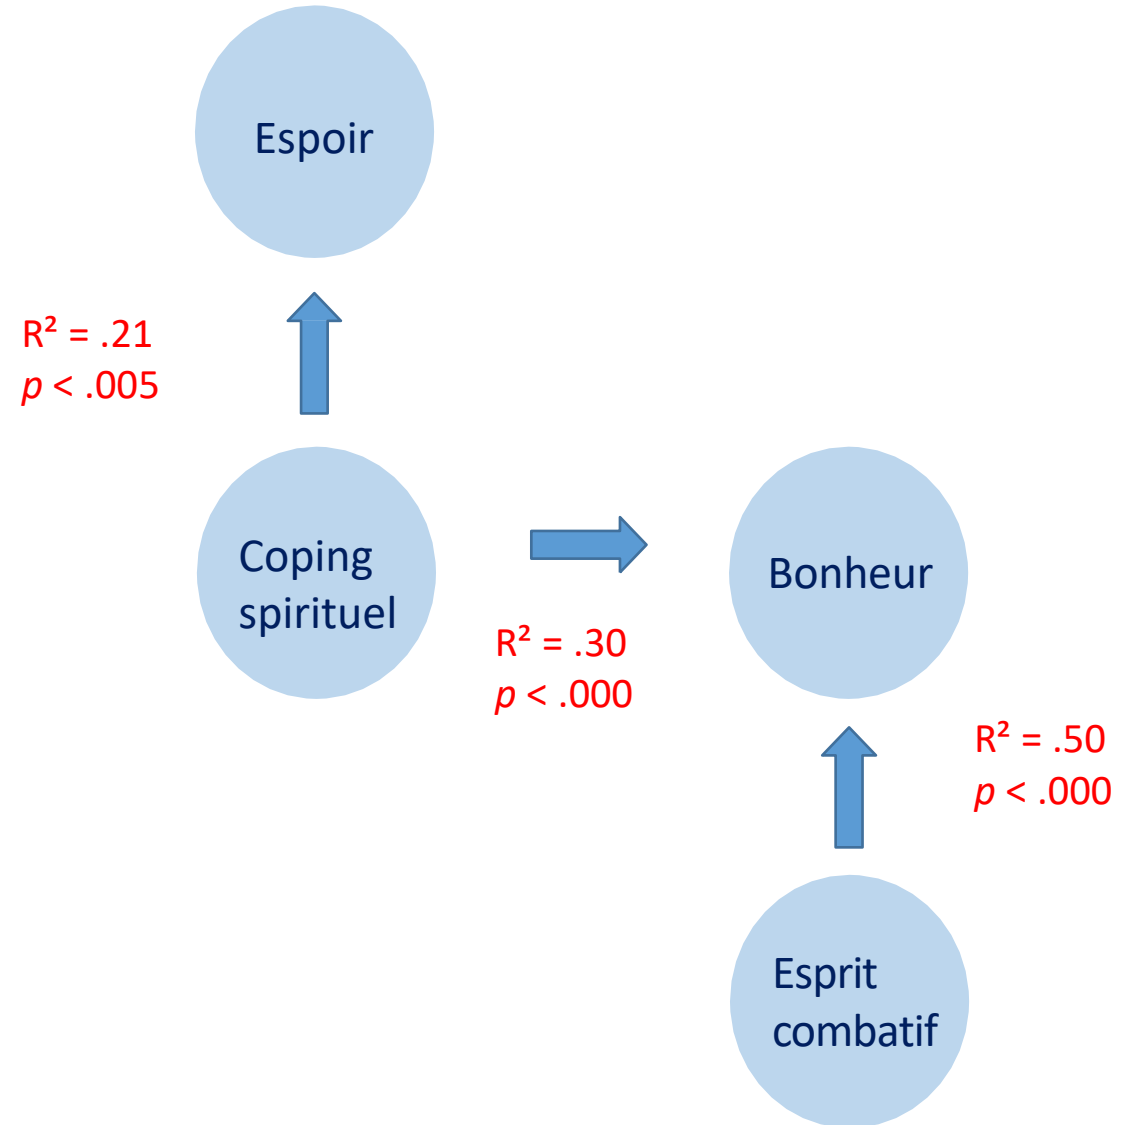 Espoir
R² = .21
p < .005
Coping
spirituel
Bonheur
R² = .30
p < .000
R² = .50
p < .000
Esprit
combatif